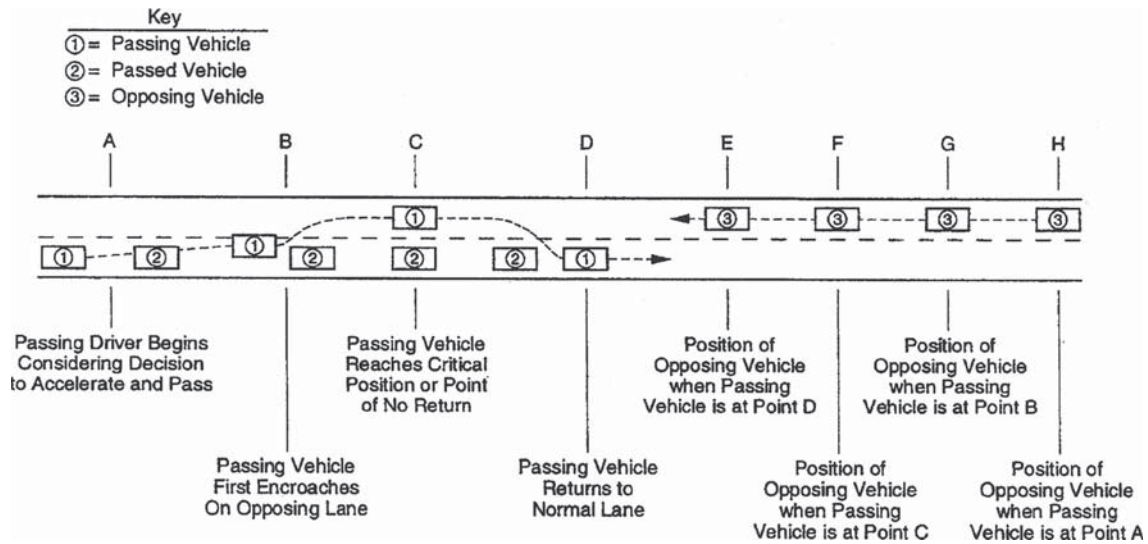 Key
①= Passing Vehicle
②= Passed Vehicle
③= Opposing Vehicle
A B C D E F G H
① ③ ③ ③ ③
① ② ① ② ② ② ①
Passing Driver Begins
Considering Decision
to Accelerate and Pass
Passing Vehicle
Reaches Critical
Position or Point
of No Return
Position of
Opposing Vehicle
when Passing
Vehicle is at Point D
Position of
Opposing Vehicle
when Passing
Vehicle is at Point B
Passing Vehicle
First Encroaches
On Opposing Lane
Passing Vehicle
Returns to
Normal Lane
Position of
Opposing Vehicle
when Passing
Vehicle is at Point C
Position of
Opposing Vehicle
when Passing
Vehicle is at Point A